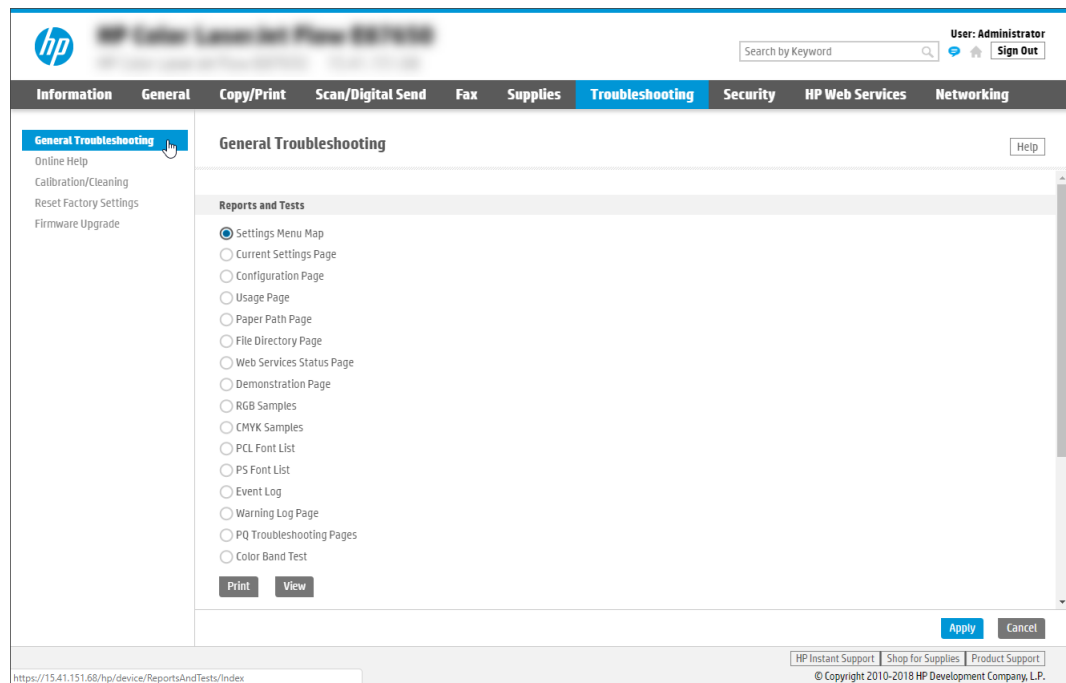 hp
User: Administrator
Search by Keyword
Sign Out
Information General Copy/Print Scan/Digital Send Fax Supplies Troubleshooting Security HP Web Services Networking
General Troubleshooting
Online Help
Calibration/Cleaning
Reset Factory Settings
Firmware Upgrade
General Troubleshooting
Help
Reports and Tests
Settings Menu Map
Current Settings Page
Configuration Page
Usage Page
Paper Path Page
File Directory Page
Web Services Status Page
Demonstration Page
RGB Samples
CMYK Samples
PCL Font List
PS Font List
Event Log
Warning Log Page
PQ Troubleshooting Pages
Color Band Test
Print View
Apply Cancel
HP Instant Support Shop for Supplies Product Support
https://15.41.151.68/hp/device/ReportsAndTests/Index
© Copyright 2010-2018 HP Development Company, L.P.